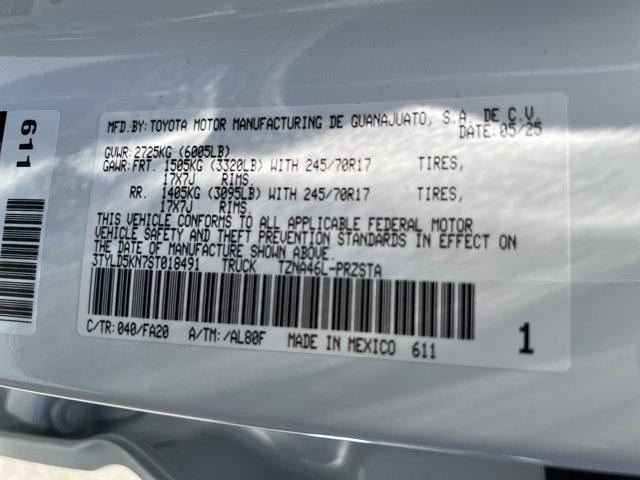 MFD.BY:TOYOTA MOTOR MANUFACTURING DE GUANAJUATO, S.A. DE C.V.
DATE:05/25
GVWR:2725KG (6005LB)
GAWR:FRT. 1505KG (3320LB) WITH 245/70R17 TIRES,
17X7J RIMS,
RR. 1405KG (3095LB) WITH 245/70R17 TIRES,
17X7J RIMS,
THIS VEHICLE CONFORMS TO ALL APPLICABLE FEDERAL MOTOR
VEHICLE SAFETY AND THEFT PREVENTION STANDARDS IN EFFECT ON
THE DATE OF MANUFACTURE SHOWN ABOVE.
3TYLD5KN7ST018491 TRUCK TZNA46L-PRZSTA
C/TR:040/FA20 A/TM:/AL80F MADE IN MEXICO 611
1
611